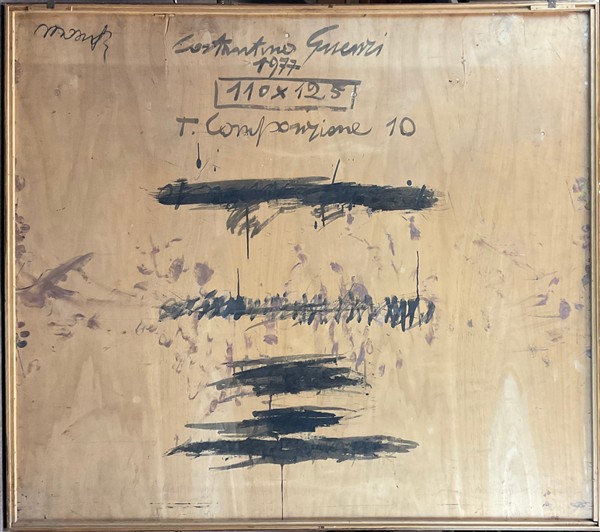 Costantino Guenzi
1977
110 x 125
T. Composizione 10